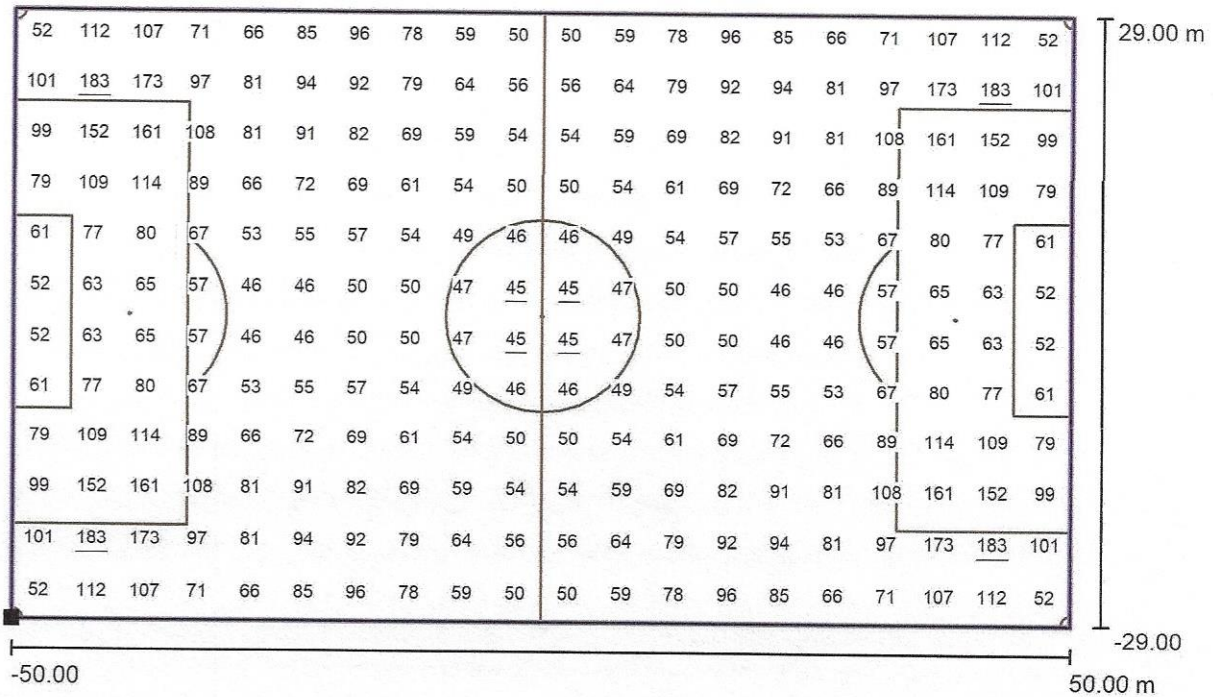 52 112 107 71 66 85 96 78 59 50 50 59 78 96 85 66 71 107 112 52 29.00 m
101 183 173 97 81 94 92 79 64 56 56 64 79 92 94 81 97 173 183 101
99 152 161 108 81 91 82 69 59 54 54 59 69 82 91 81 108 161 152 99
79 109 114 89 66 72 69 61 54 50 50 54 61 69 72 66 89 114 109 79
61 77 80 67 53 55 57 54 49 46 46 49 54 57 55 53 67 80 77 61
52 63 65 57 46 46 50 50 47 45 45 47 50 50 46 46 57 65 63 52
52 63 65 57 46 46 50 50 47 45 45 47 50 50 46 46 57 65 63 52
61 77 80 67 53 55 57 54 49 46 46 49 54 57 55 53 67 80 77 61
79 109 114 89 66 72 69 61 54 50 50 54 61 69 72 66 89 114 109 79
99 152 161 108 81 91 82 69 59 54 54 59 69 82 91 81 108 161 152 99
101 183 173 97 81 94 92 79 64 56 56 64 79 92 94 81 97 173 183 101
52 112 107 71 66 85 96 78 59 50 50 59 78 96 85 66 71 107 112 52
-29.00
-50.00 50.00 m